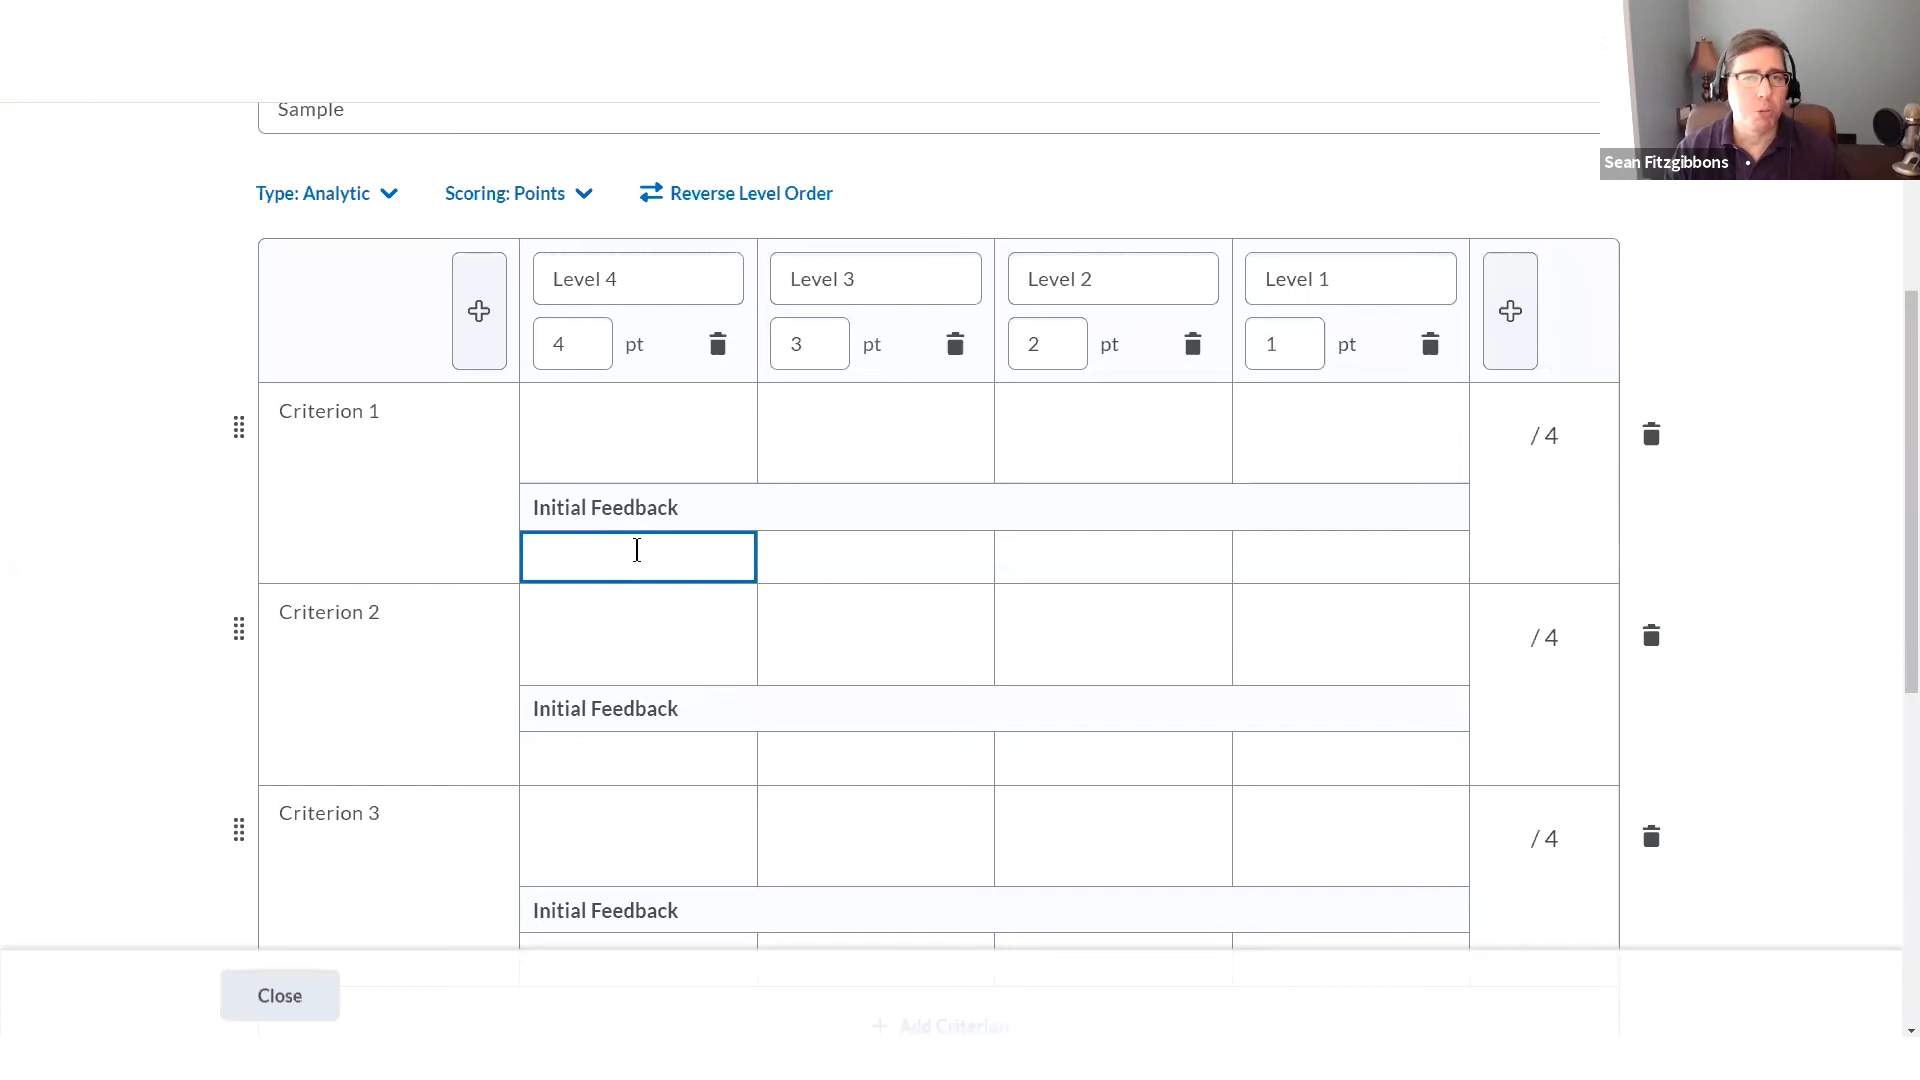 Sample
Sean Fitzgibbons
Type: Analytic Scoring: Points Reverse Level Order
Level 4 Level 3 Level 2 Level 1
4 pt 3 pt 2 pt 1 pt
Criterion 1 / 4
Initial Feedback
Criterion 2 / 4
Initial Feedback
Criterion 3 / 4
Initial Feedback
Close
+ Add Criterion